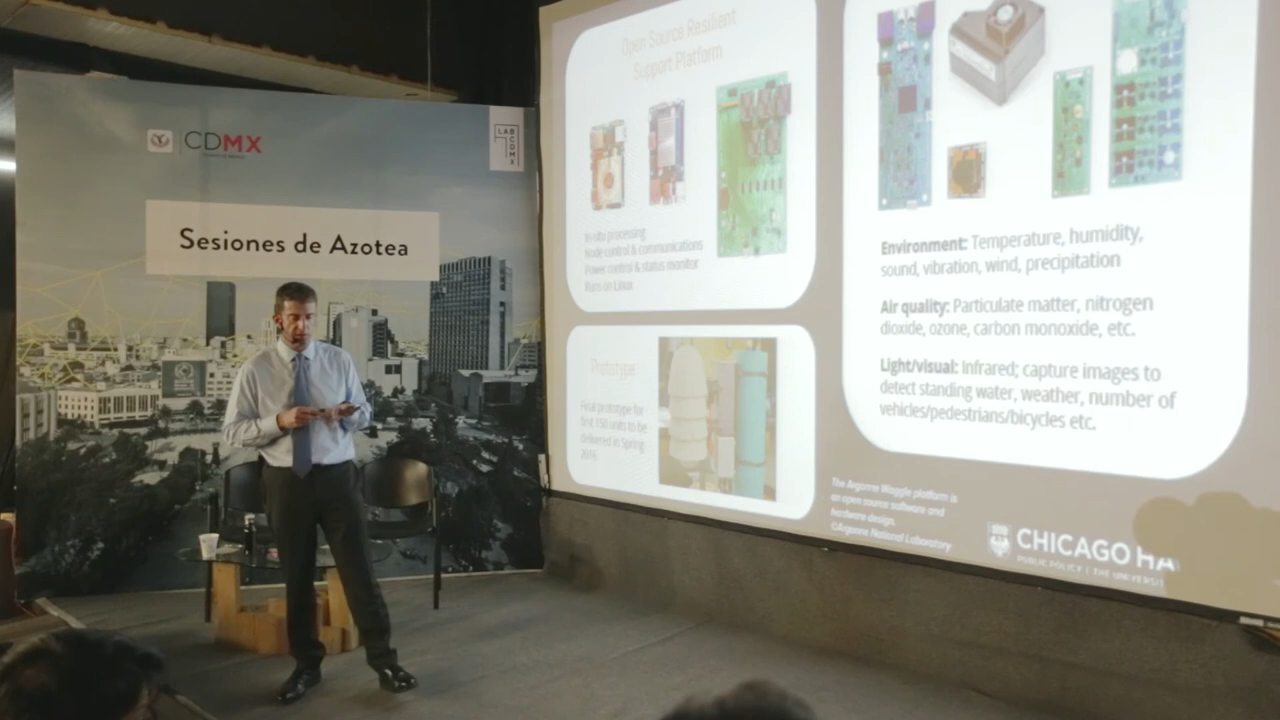 CDMX
LAB
CDMX
Sesiones de Azotea
Open Source Resilient
Support Platform
In-situ processing
Node control & communications
Power control & status monitor
Runs on Linux
Prototype
Final prototype for
first 150 units to be
delivered in Spring
2016
Environment: Temperature, humidity,
sound, vibration, wind, precipitation
Air quality: Particulate matter, nitrogen
dioxide, ozone, carbon monoxide, etc.
Light/visual: Infrared; capture images to
detect standing water, weather, number of
vehicles/pedestrians/bicycles etc.
The Argonne Waggle platform is
an open source software and
hardware design.
©Argonne National Laboratory
CHICAGO HA
PUBLIC POLICY | THE UNIVERSIT